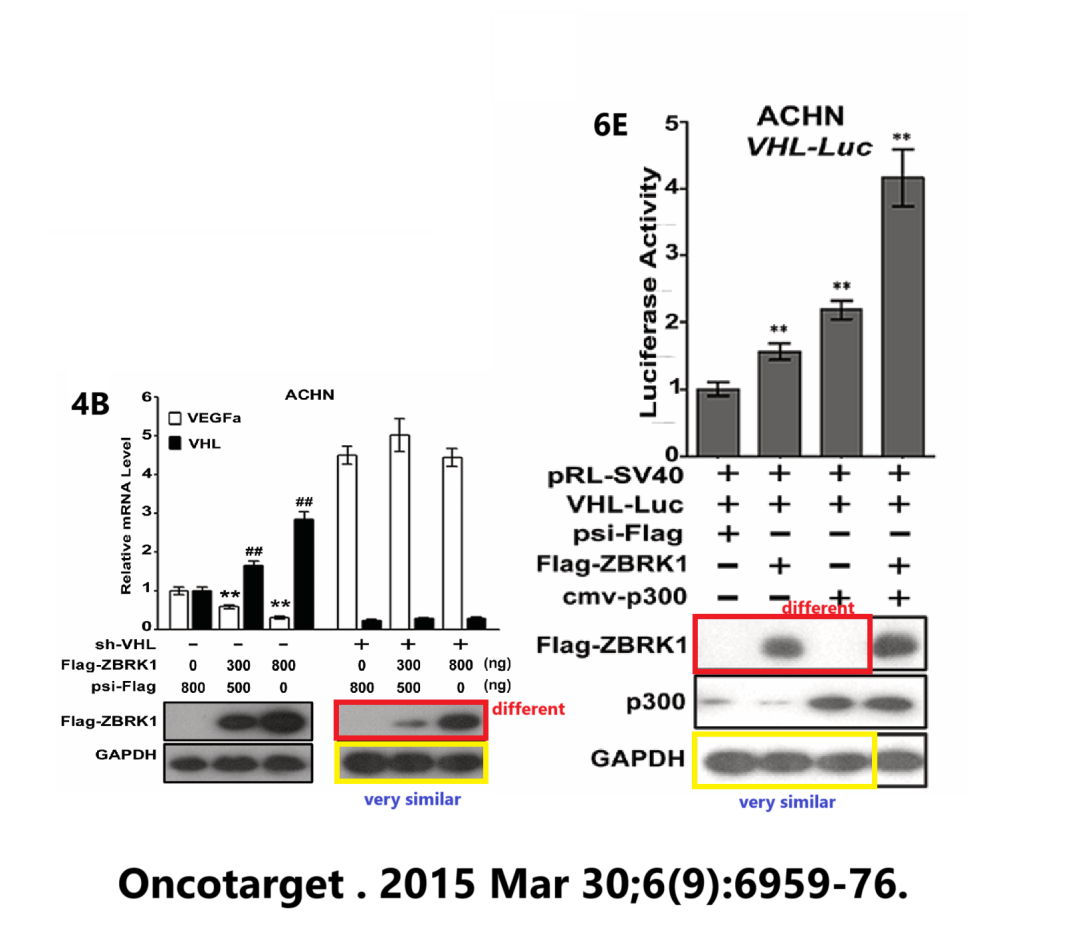 6E
ACHN
VHL-Luc
Luciferase Activity
5
4
3
2
1
0
**
**
**
pRL-SV40 + + + +
VHL-Luc + + + +
psi-Flag + − − −
Flag-ZBRK1 − + − +
cmv-p300 − − + +
different
Flag-ZBRK1
p300
GAPDH
very similar
4B
ACHN
VEGFa
VHL
Relative mRNA Level
6
5
4
3
2
1
0
**
##
**
##
sh-VHL − − − + + +
Flag-ZBRK1 0 300 800 0 300 800 (ng)
psi-Flag 800 500 0 800 500 0 (ng)
Flag-ZBRK1
different
GAPDH
very similar
Oncotarget . 2015 Mar 30;6(9):6959-76.